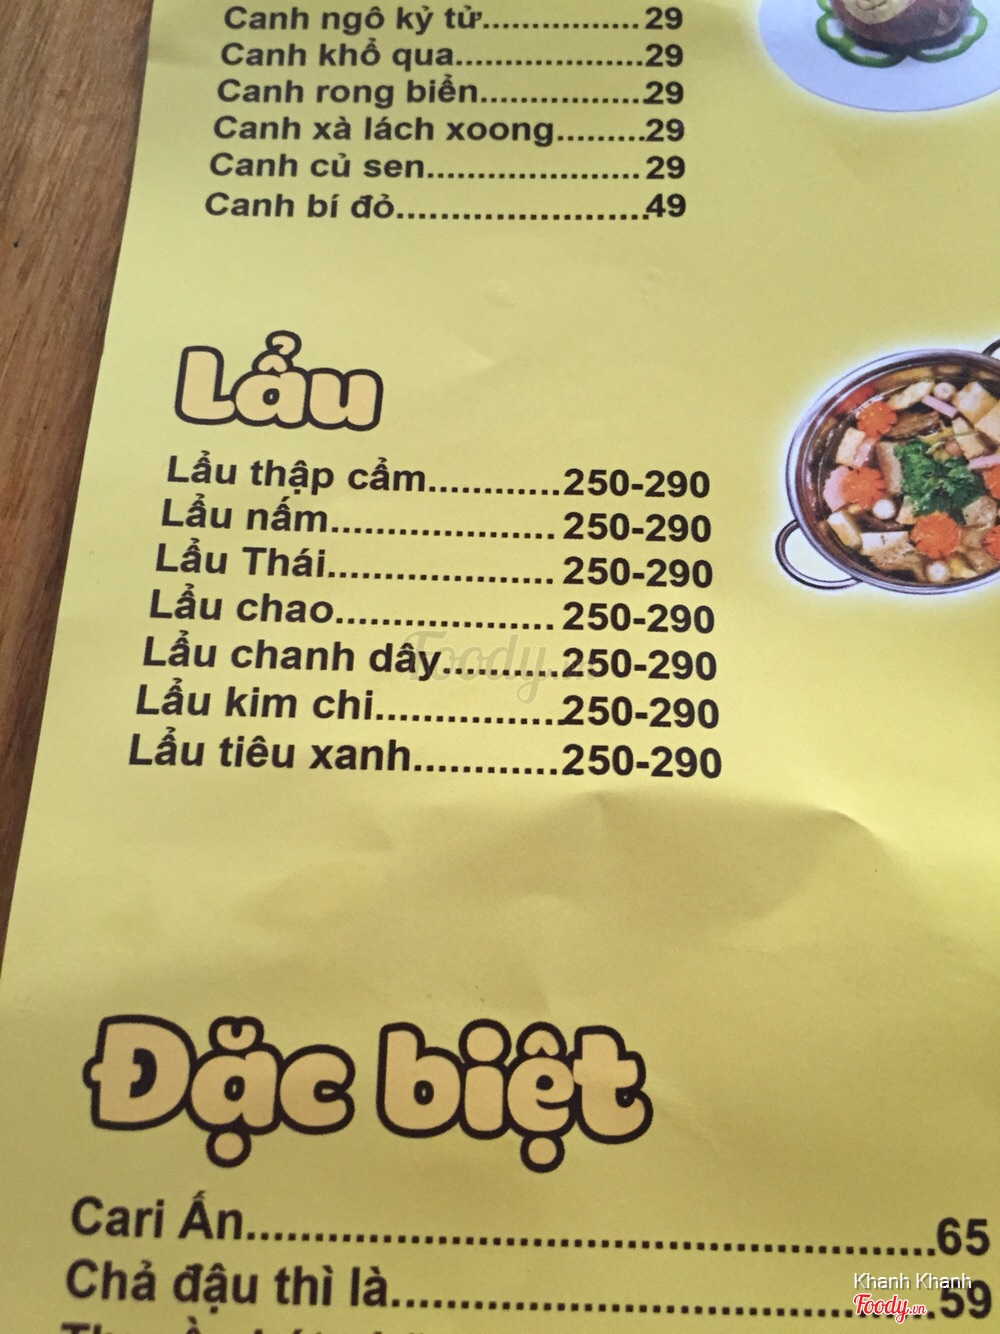 Canh ngô kỷ tử................29
Canh khổ qua...................29
Canh rong biển................29
Canh xà lách xoong.........29
Canh củ sen....................29
Canh bí đỏ.......................49
Lẩu
Lẩu thập cẩm............250-290
Lẩu nấm....................250-290
Lẩu Thái....................250-290
Lẩu chao...................250-290
Lẩu chanh dây..........250-290
Lẩu kim chi................250-290
Lẩu tiêu xanh............250-290
Foody.vn
Đặc biệt
Cari Ấn..................................................65
Chả đậu thì là........................................59
Khanh Khanh
Foody.vn